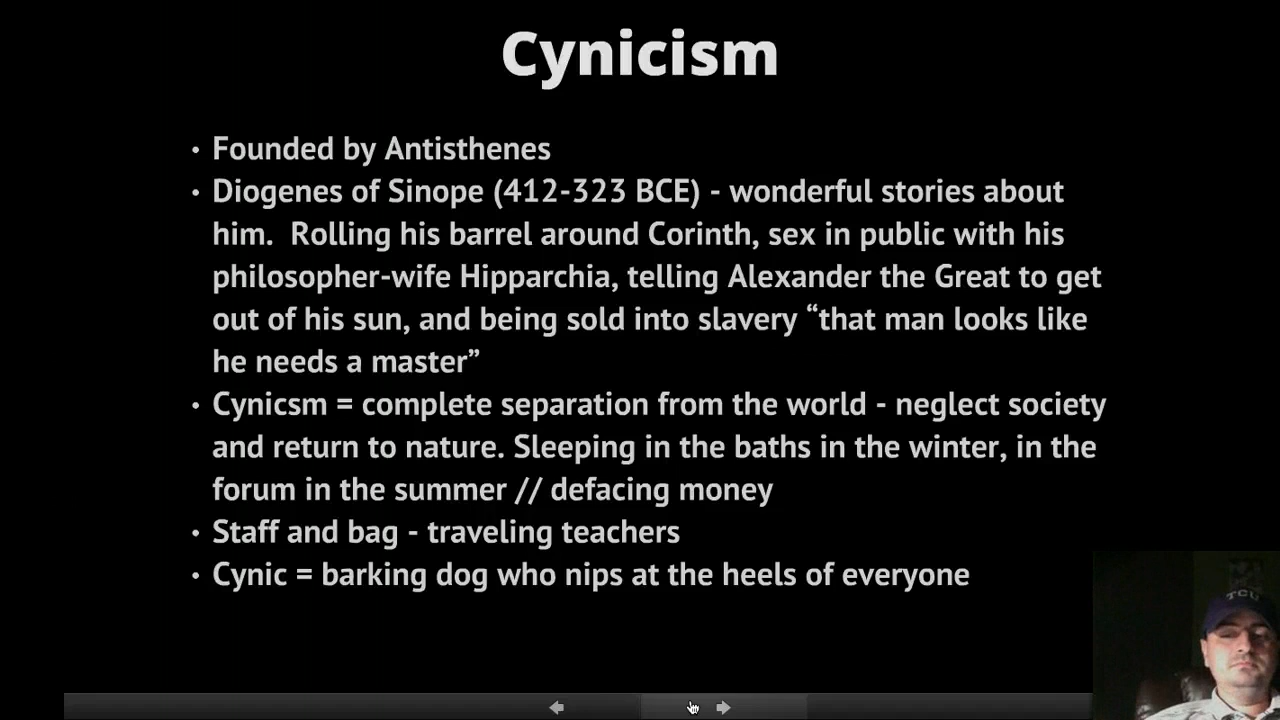 Cynicism
• Founded by Antisthenes
• Diogenes of Sinope (412-323 BCE) - wonderful stories about
him.  Rolling his barrel around Corinth, sex in public with his
philosopher-wife Hipparchia, telling Alexander the Great to get
out of his sun, and being sold into slavery “that man looks like
he needs a master”
• Cynicsm = complete separation from the world - neglect society
and return to nature. Sleeping in the baths in the winter, in the
forum in the summer // defacing money
• Staff and bag - traveling teachers
• Cynic = barking dog who nips at the heels of everyone
TCU